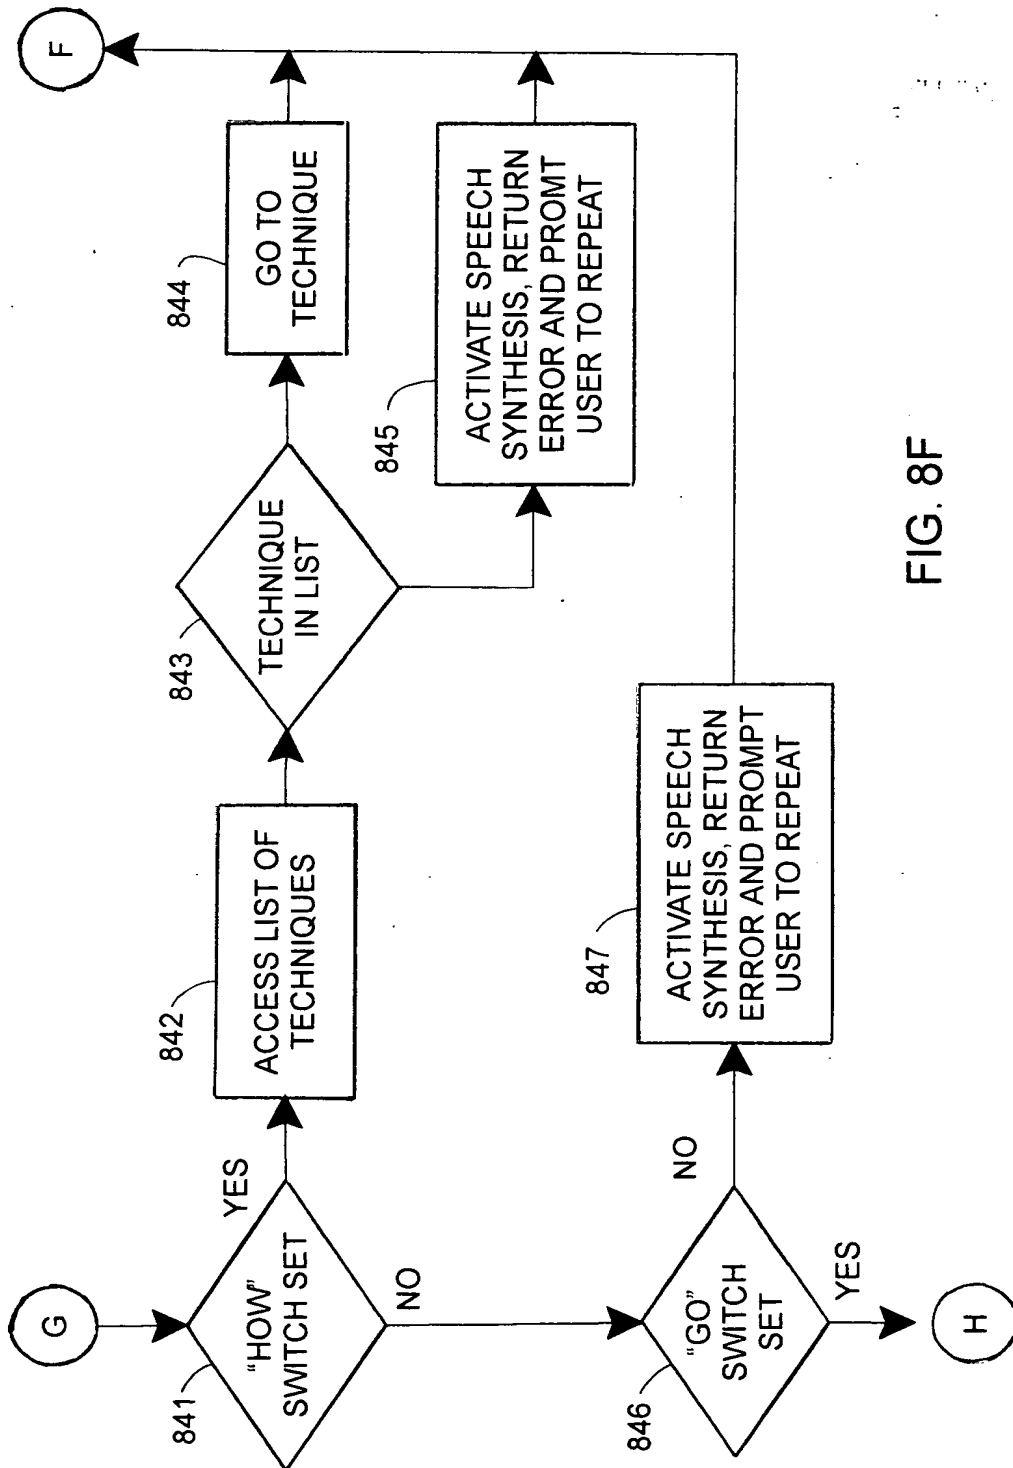 G
841
"HOW"
SWITCH SET
YES
NO
842
ACCESS LIST OF
TECHNIQUES
843
TECHNIQUE
IN LIST
844
GO TO
TECHNIQUE
F
845
ACTIVATE SPEECH
SYNTHESIS, RETURN
ERROR AND PROMT
USER TO REPEAT
846
"GO"
SWITCH
SET
NO
YES
847
ACTIVATE SPEECH
SYNTHESIS, RETURN
ERROR AND PROMPT
USER TO REPEAT
H
FIG. 8F